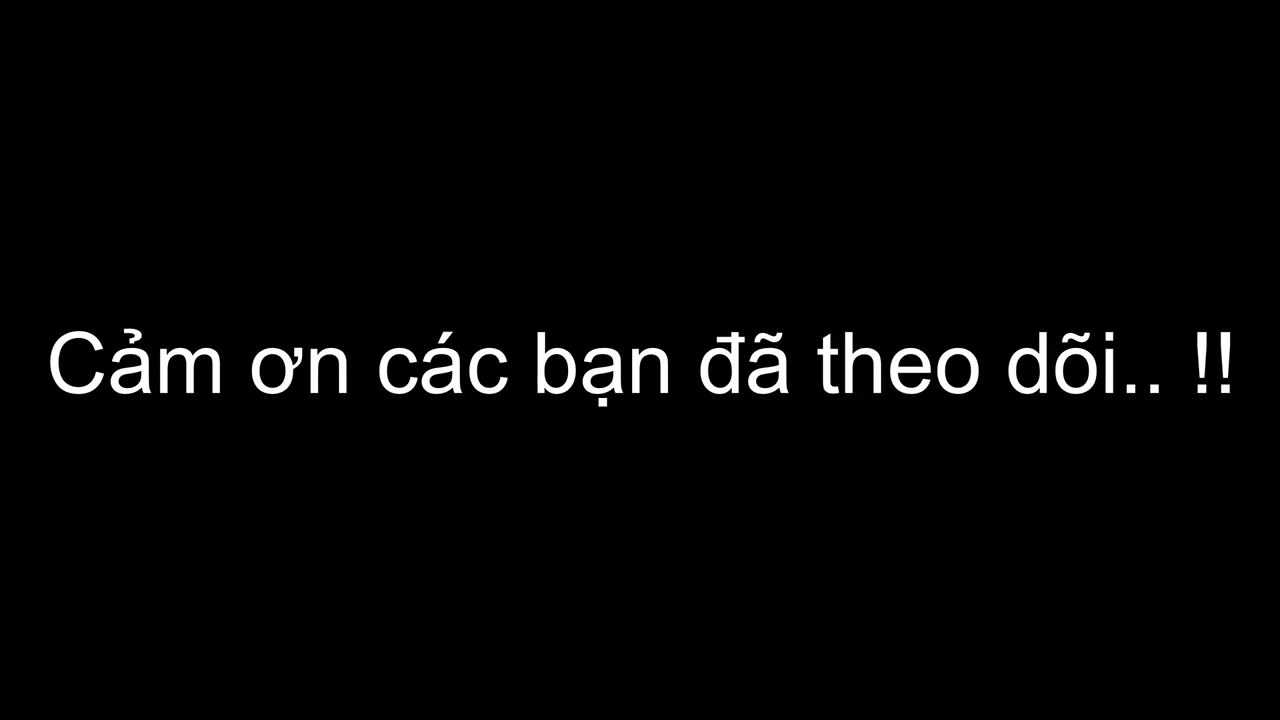 Cảm ơn các bạn đã theo dõi.. !!